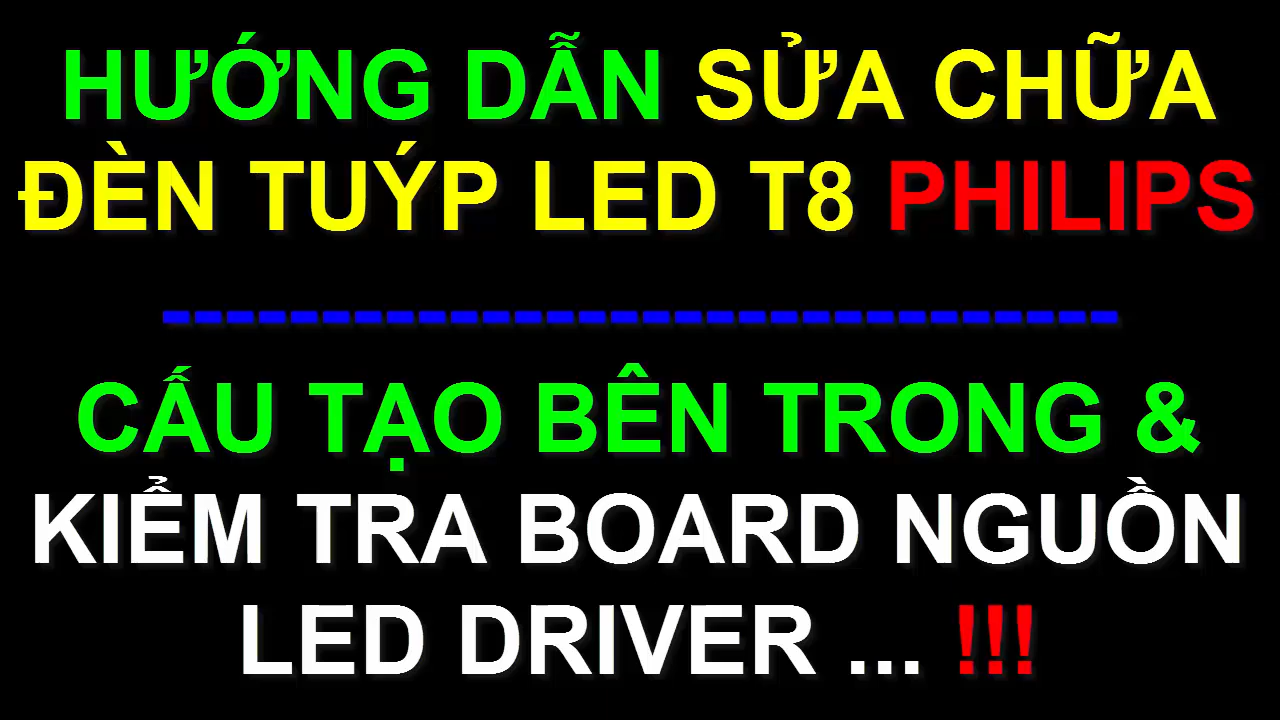 HƯỚNG DẪN SỬA CHỮA
ĐÈN TUÝP LED T8 PHILIPS
------------------------------
CẤU TẠO BÊN TRONG &
KIỂM TRA BOARD NGUỒN
LED DRIVER ... !!!